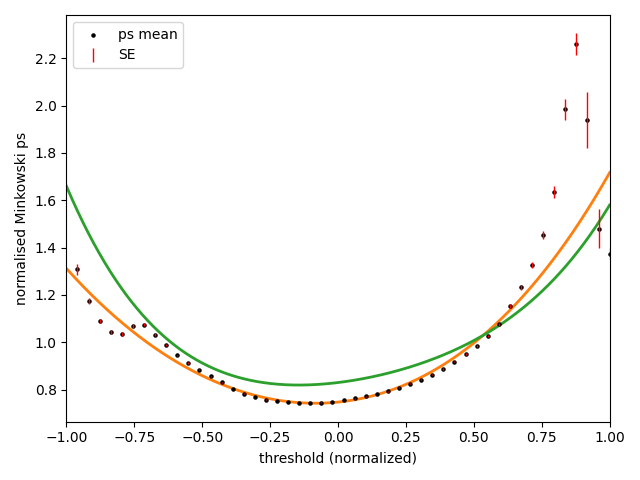 ps mean
SE
normalised Minkowski ps
2.2
2.0
1.8
1.6
1.4
1.2
1.0
0.8
−1.00 −0.75 −0.50 −0.25 0.00 0.25 0.50 0.75 1.00
threshold (normalized)